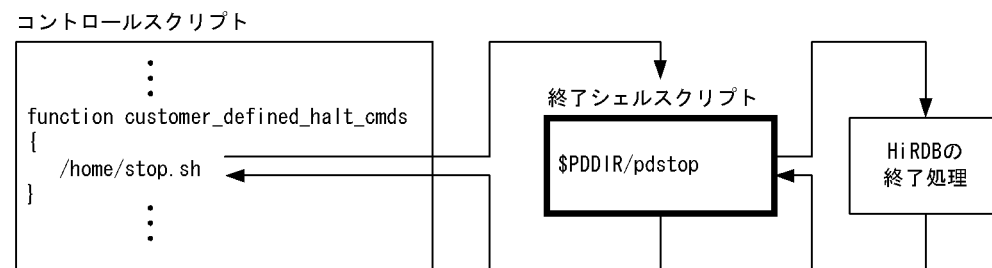 コントロールスクリプト
function customer_defined_halt_cmds
{
/home/stop.sh
}
終了シェルスクリプト
$PDDIR/pdstop
HiRDBの
終了処理